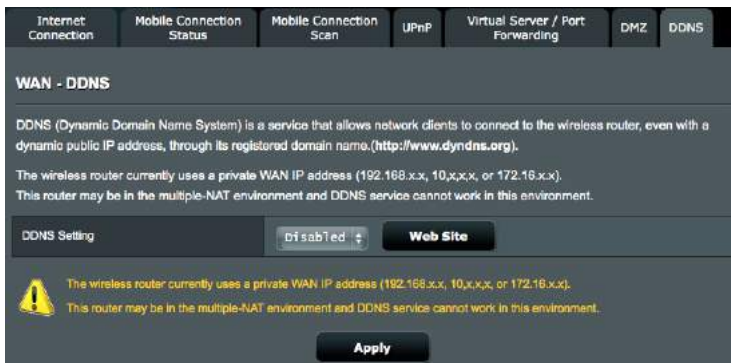 Internet Connection
Mobile Connection Status
Mobile Connection Scan
UPnP
Virtual Server / Port Forwarding
DMZ
DDNS
WAN - DDNS
DDNS (Dynamic Domain Name System) is a service that allows network clients to connect to the wireless router, even with a
dynamic public IP address, through its registered domain name.(http://www.dyndns.org).
The wireless router currently uses a private WAN IP address (192.168.x.x, 10,x,x,x, or 172.16.x.x).
This router may be in the multiple-NAT environment and DDNS service cannot work in this environment.
DDNS Setting
Disabled
Web Site
The wireless router currently uses a private WAN IP address (192.168.x.x, 10,x,x,x, or 172.16.x.x).
This router may be in the multiple-NAT environment and DDNS service cannot work in this environment.
Apply